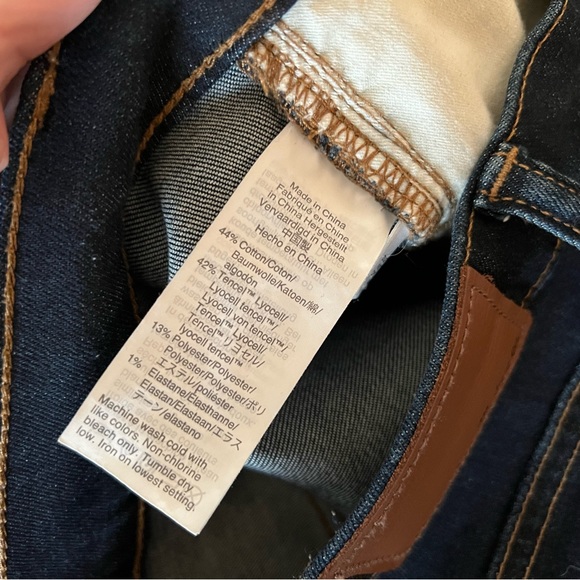 Made in China
Fabriqué en Chine
in China Hergestellt
Vervaardigd in China
中国製
Hecho en China
44% Cotton/Coton/
Baumwolle/Katoen/綿/
algodón
42% Tencel™ Lyocell/
Lyocell tencel™/
Lyocell von tencel™/
Tencel™ リヨセル/
lyocell tencel™
13% Polyester/Polyester/
Polyester/Polyester/ポリ
エステル/poliéster
1% Elastane/Elasthanne/
Elastan/Elastaan/エラス
テーン/elastano
Machine wash cold with
like colors. Non-chlorine
bleach only. Tumble dry
low. Iron on lowest setting.